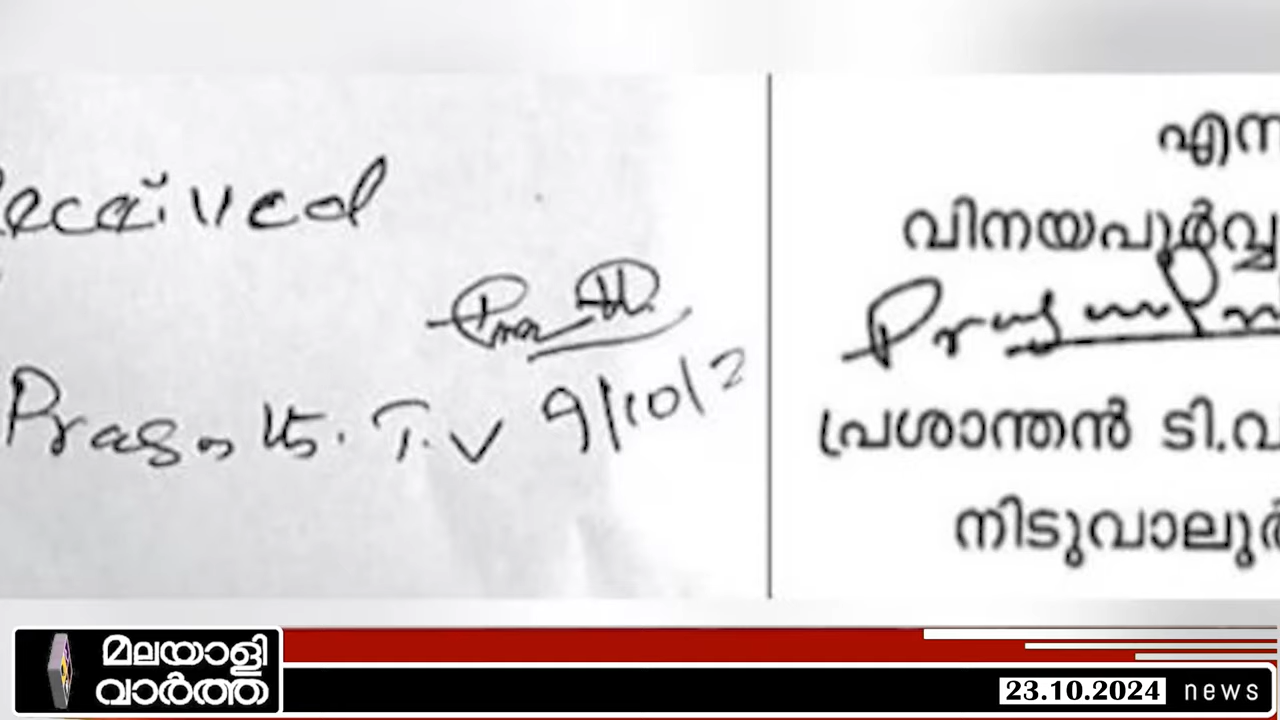 Received
Prasanth. T.V 9/10/2
എന്ന
വിനയപൂർവ്വ
പ്രശാന്തൻ ടി.വ
നിടുവാലൂർ
മലയാളി
വാർത്ത
23.10.2024 news